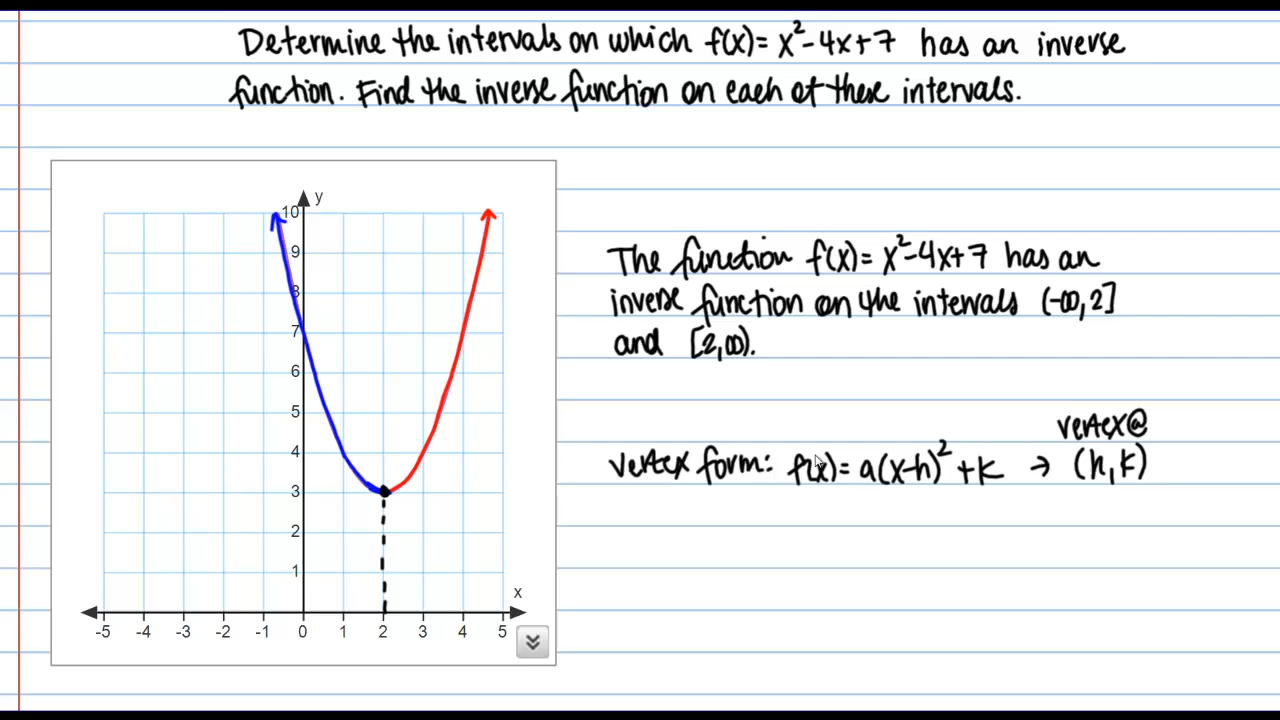 Determine the intervals on which f(x)= x²-4x+7 has an inverse
function. Find the inverse function on each of these intervals.
y
10
9
8
7
6
5
4
3
2
1
x
-5 -4 -3 -2 -1 0 1 2 3 4 5
The function f(x)= x²-4x+7 has an
inverse function on the intervals (-∞,2]
and [2,∞).
vertex@
vertex form: f(x)= a(x-h)²+k → (h,k)